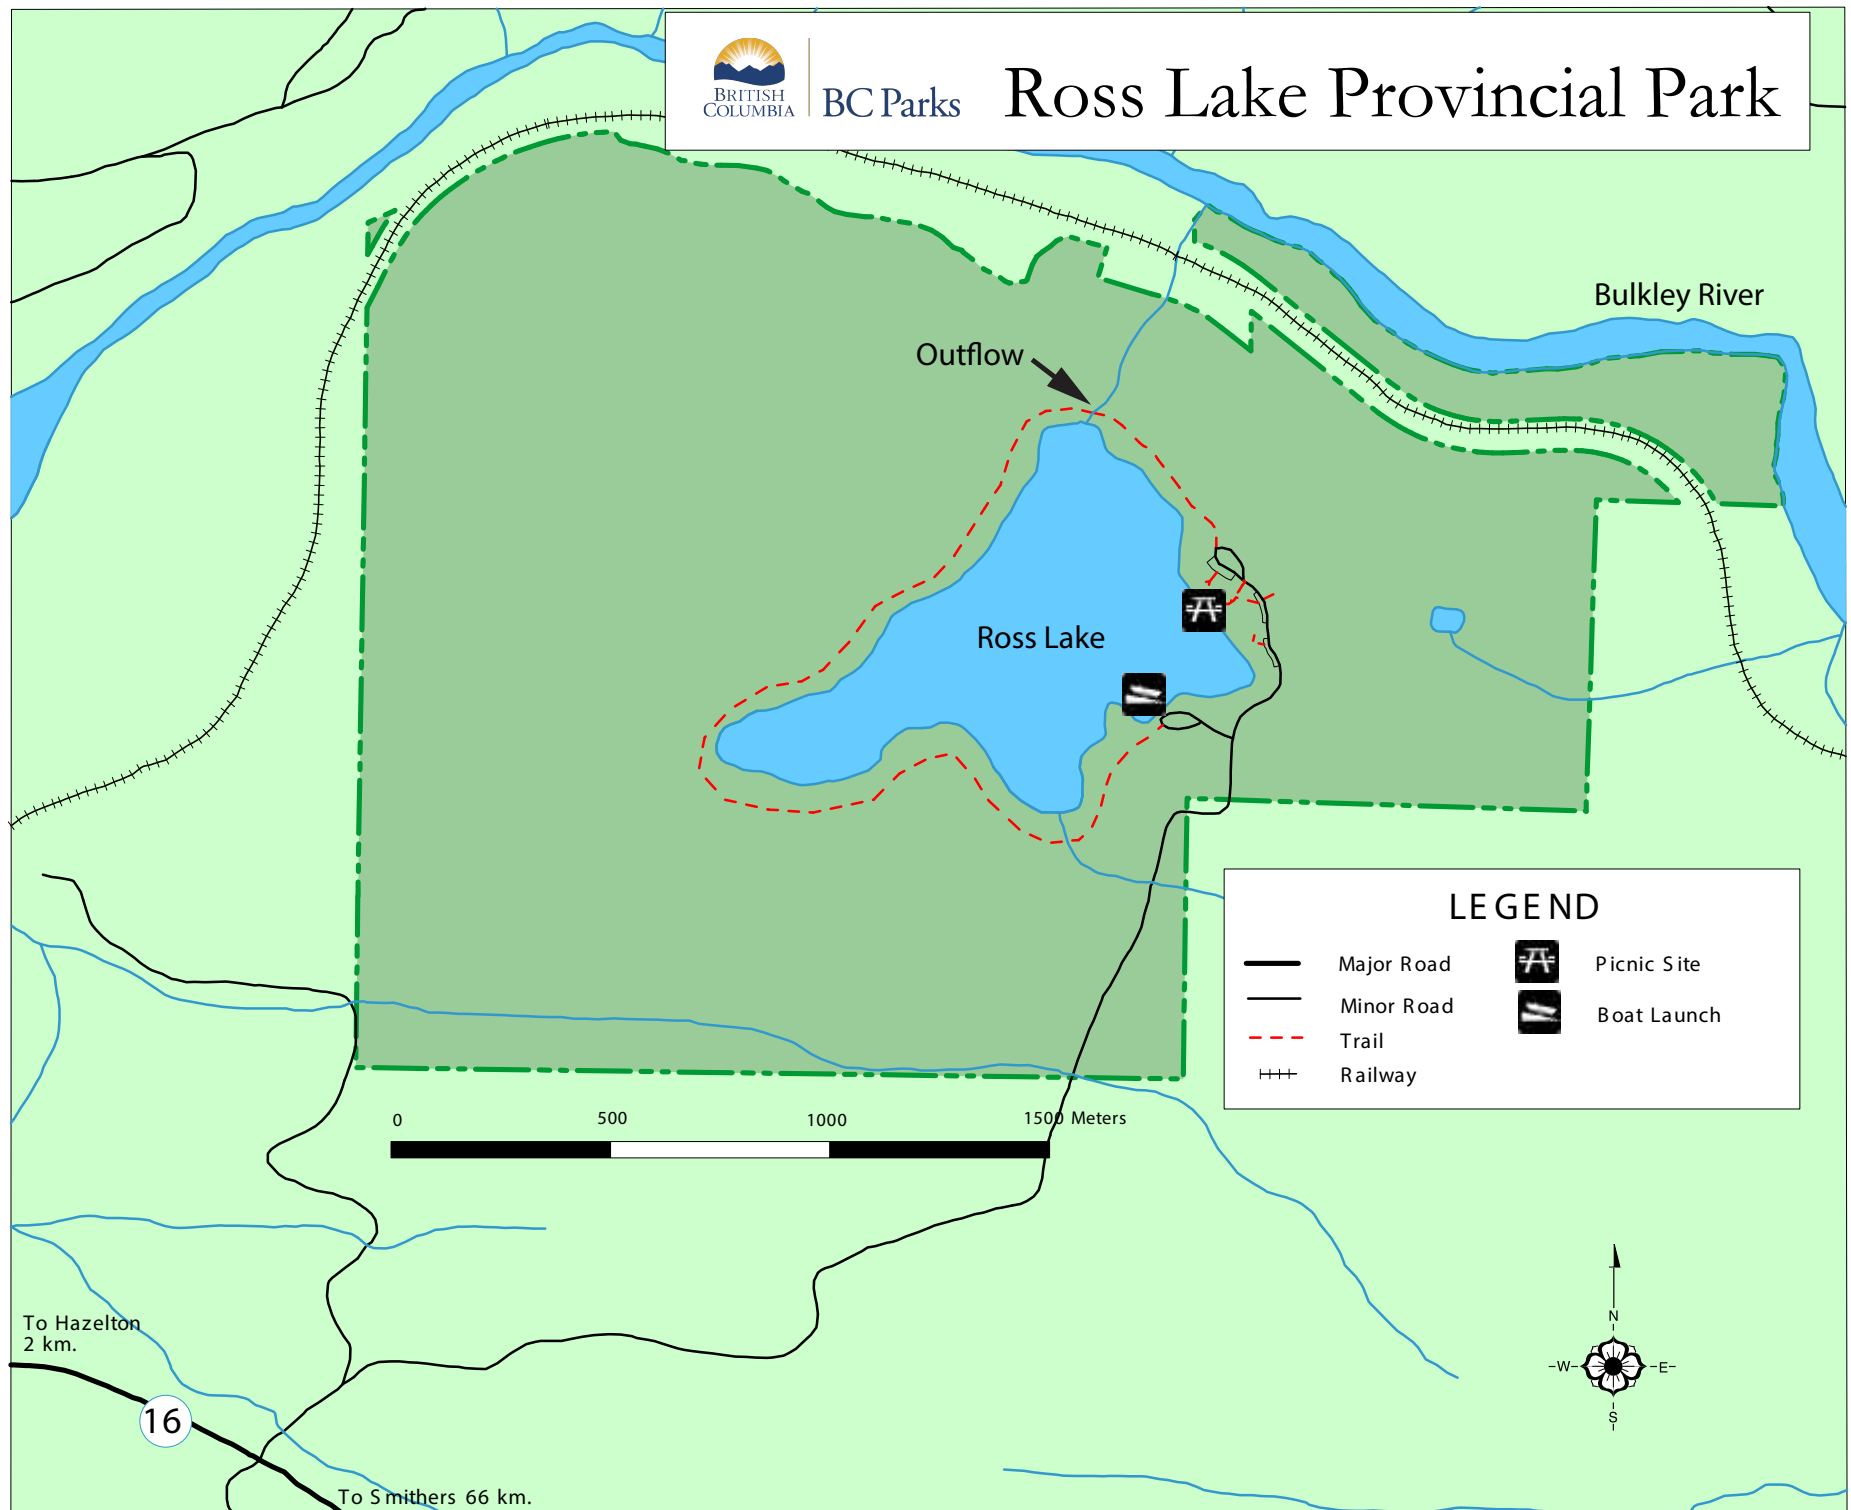 BRITISH
COLUMBIA
BC Parks
Ross Lake Provincial Park
Bulkley River
Outflow
Ross Lake
LEGEND
Major Road
Picnic Site
Minor Road
Boat Launch
Trail
Railway
0 500 1000 1500 Meters
To Hazelton
2 km.
16
To Smithers 66 km.
N
W E
S